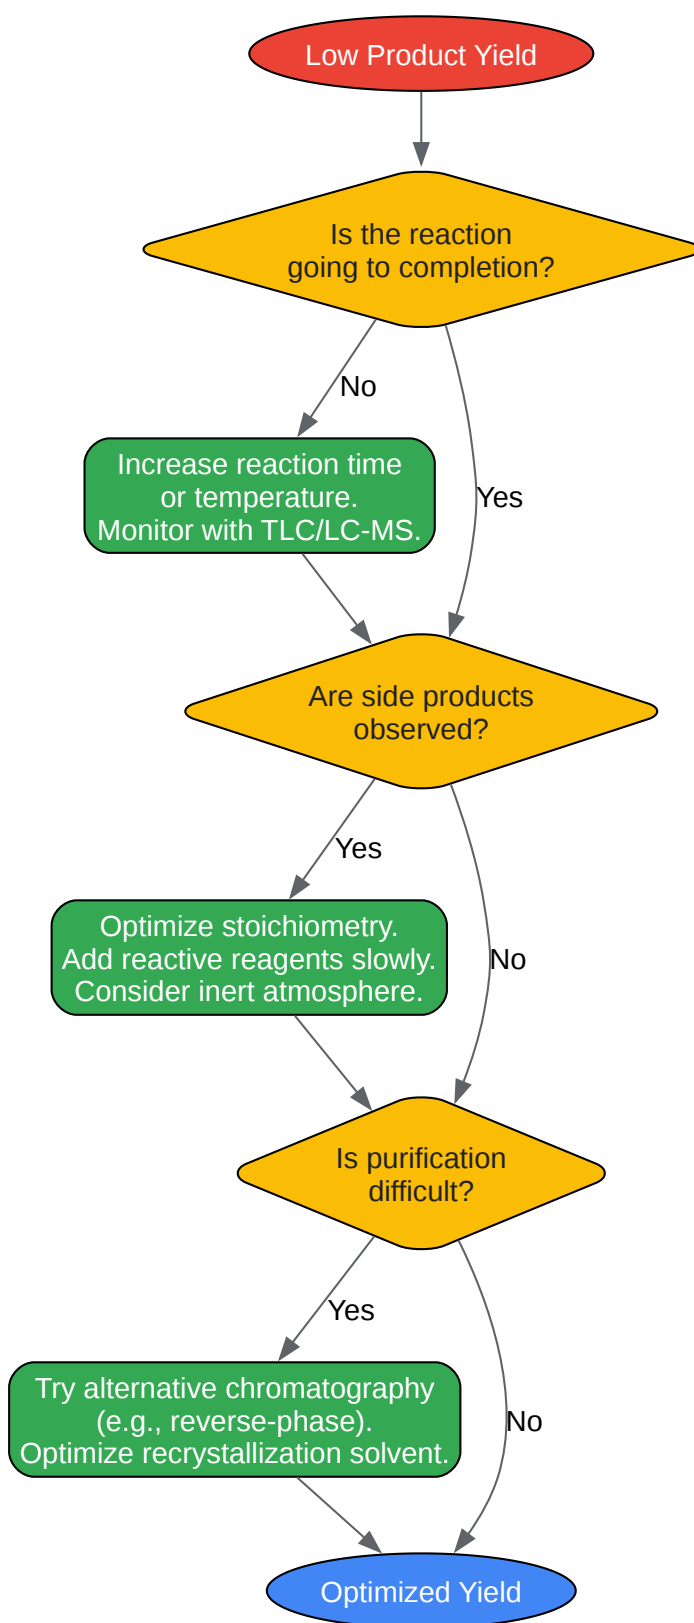 Low Product Yield
Is the reaction
going to completion?
No
Increase reaction time
or temperature.
Monitor with TLC/LC-MS.
Yes
Are side products
observed?
Yes
Optimize stoichiometry.
Add reactive reagents slowly.
Consider inert atmosphere.
No
Is purification
difficult?
Yes
Try alternative chromatography
(e.g., reverse-phase).
Optimize recrystallization solvent.
No
Optimized Yield